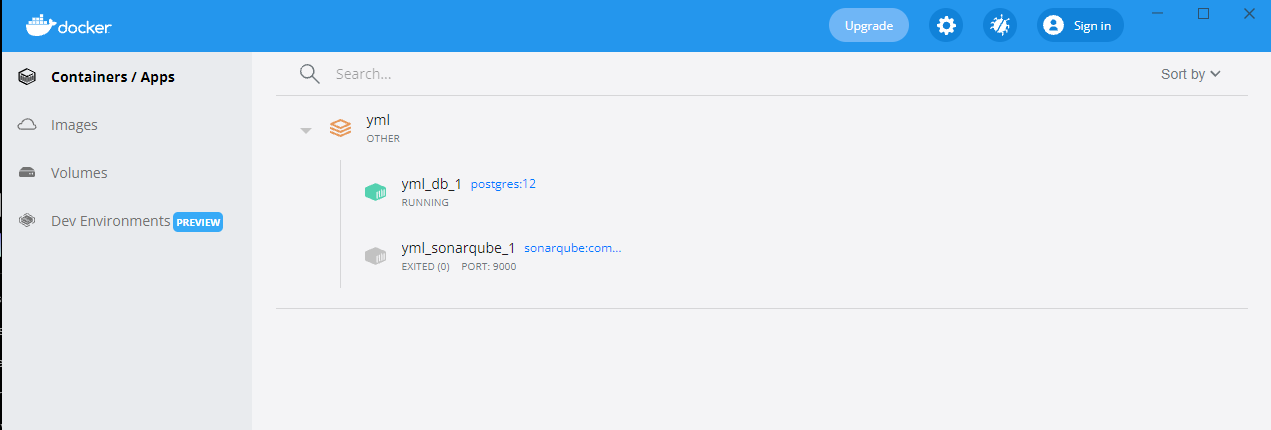 docker
Upgrade
Sign in
Containers / Apps
Images
Volumes
Dev Environments PREVIEW
Search...
Sort by
yml
OTHER
yml_db_1 postgres:12
RUNNING
yml_sonarqube_1 sonarqube:com...
EXITED (0) PORT: 9000